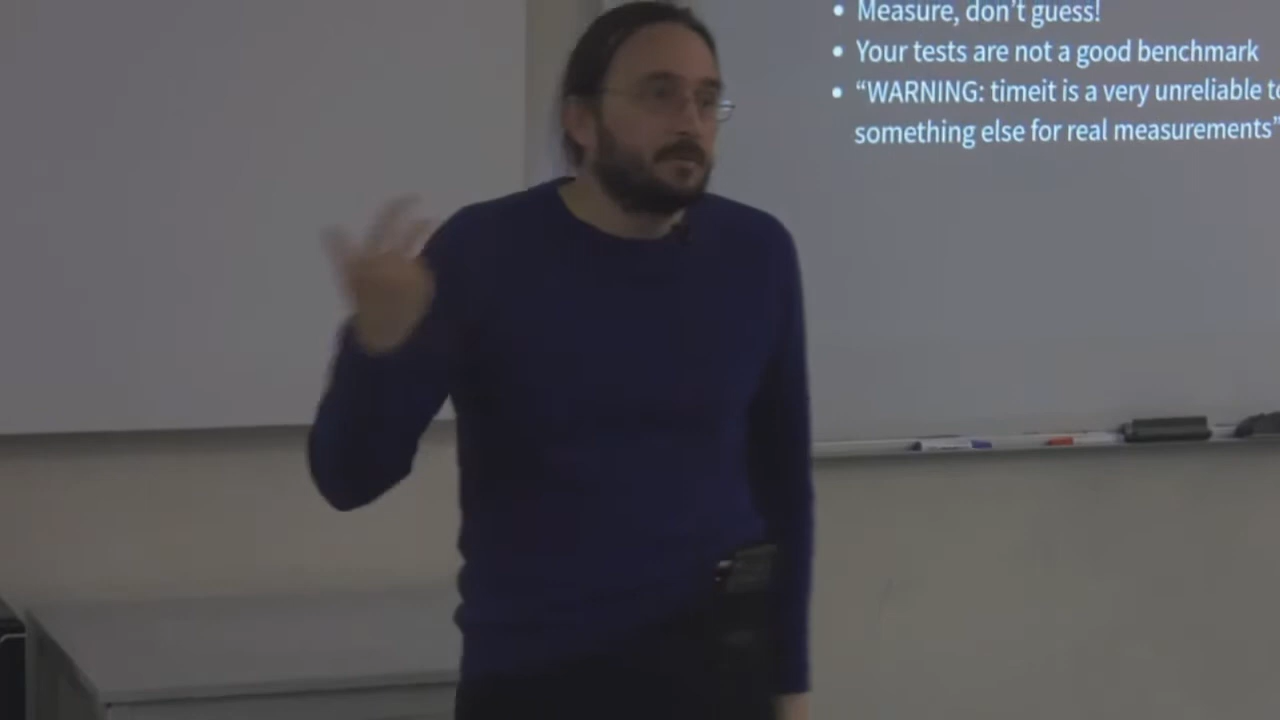 • Measure, don't guess!
• Your tests are not a good benchmark
• “WARNING: timeit is a very unreliable
something else for real measurements”